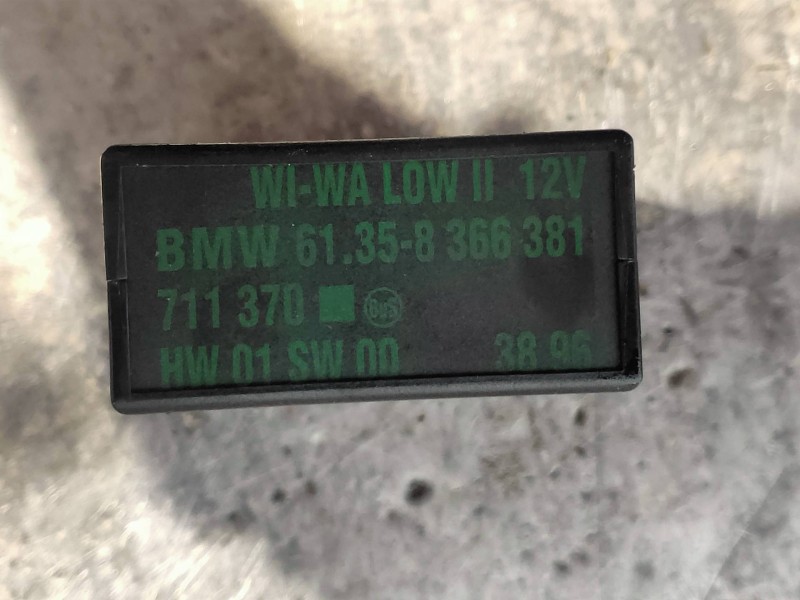 WI-WA LOW II 12V
BMW 61.35-8 366 381
711 370 BuS
HW 01 SW 00 38 96